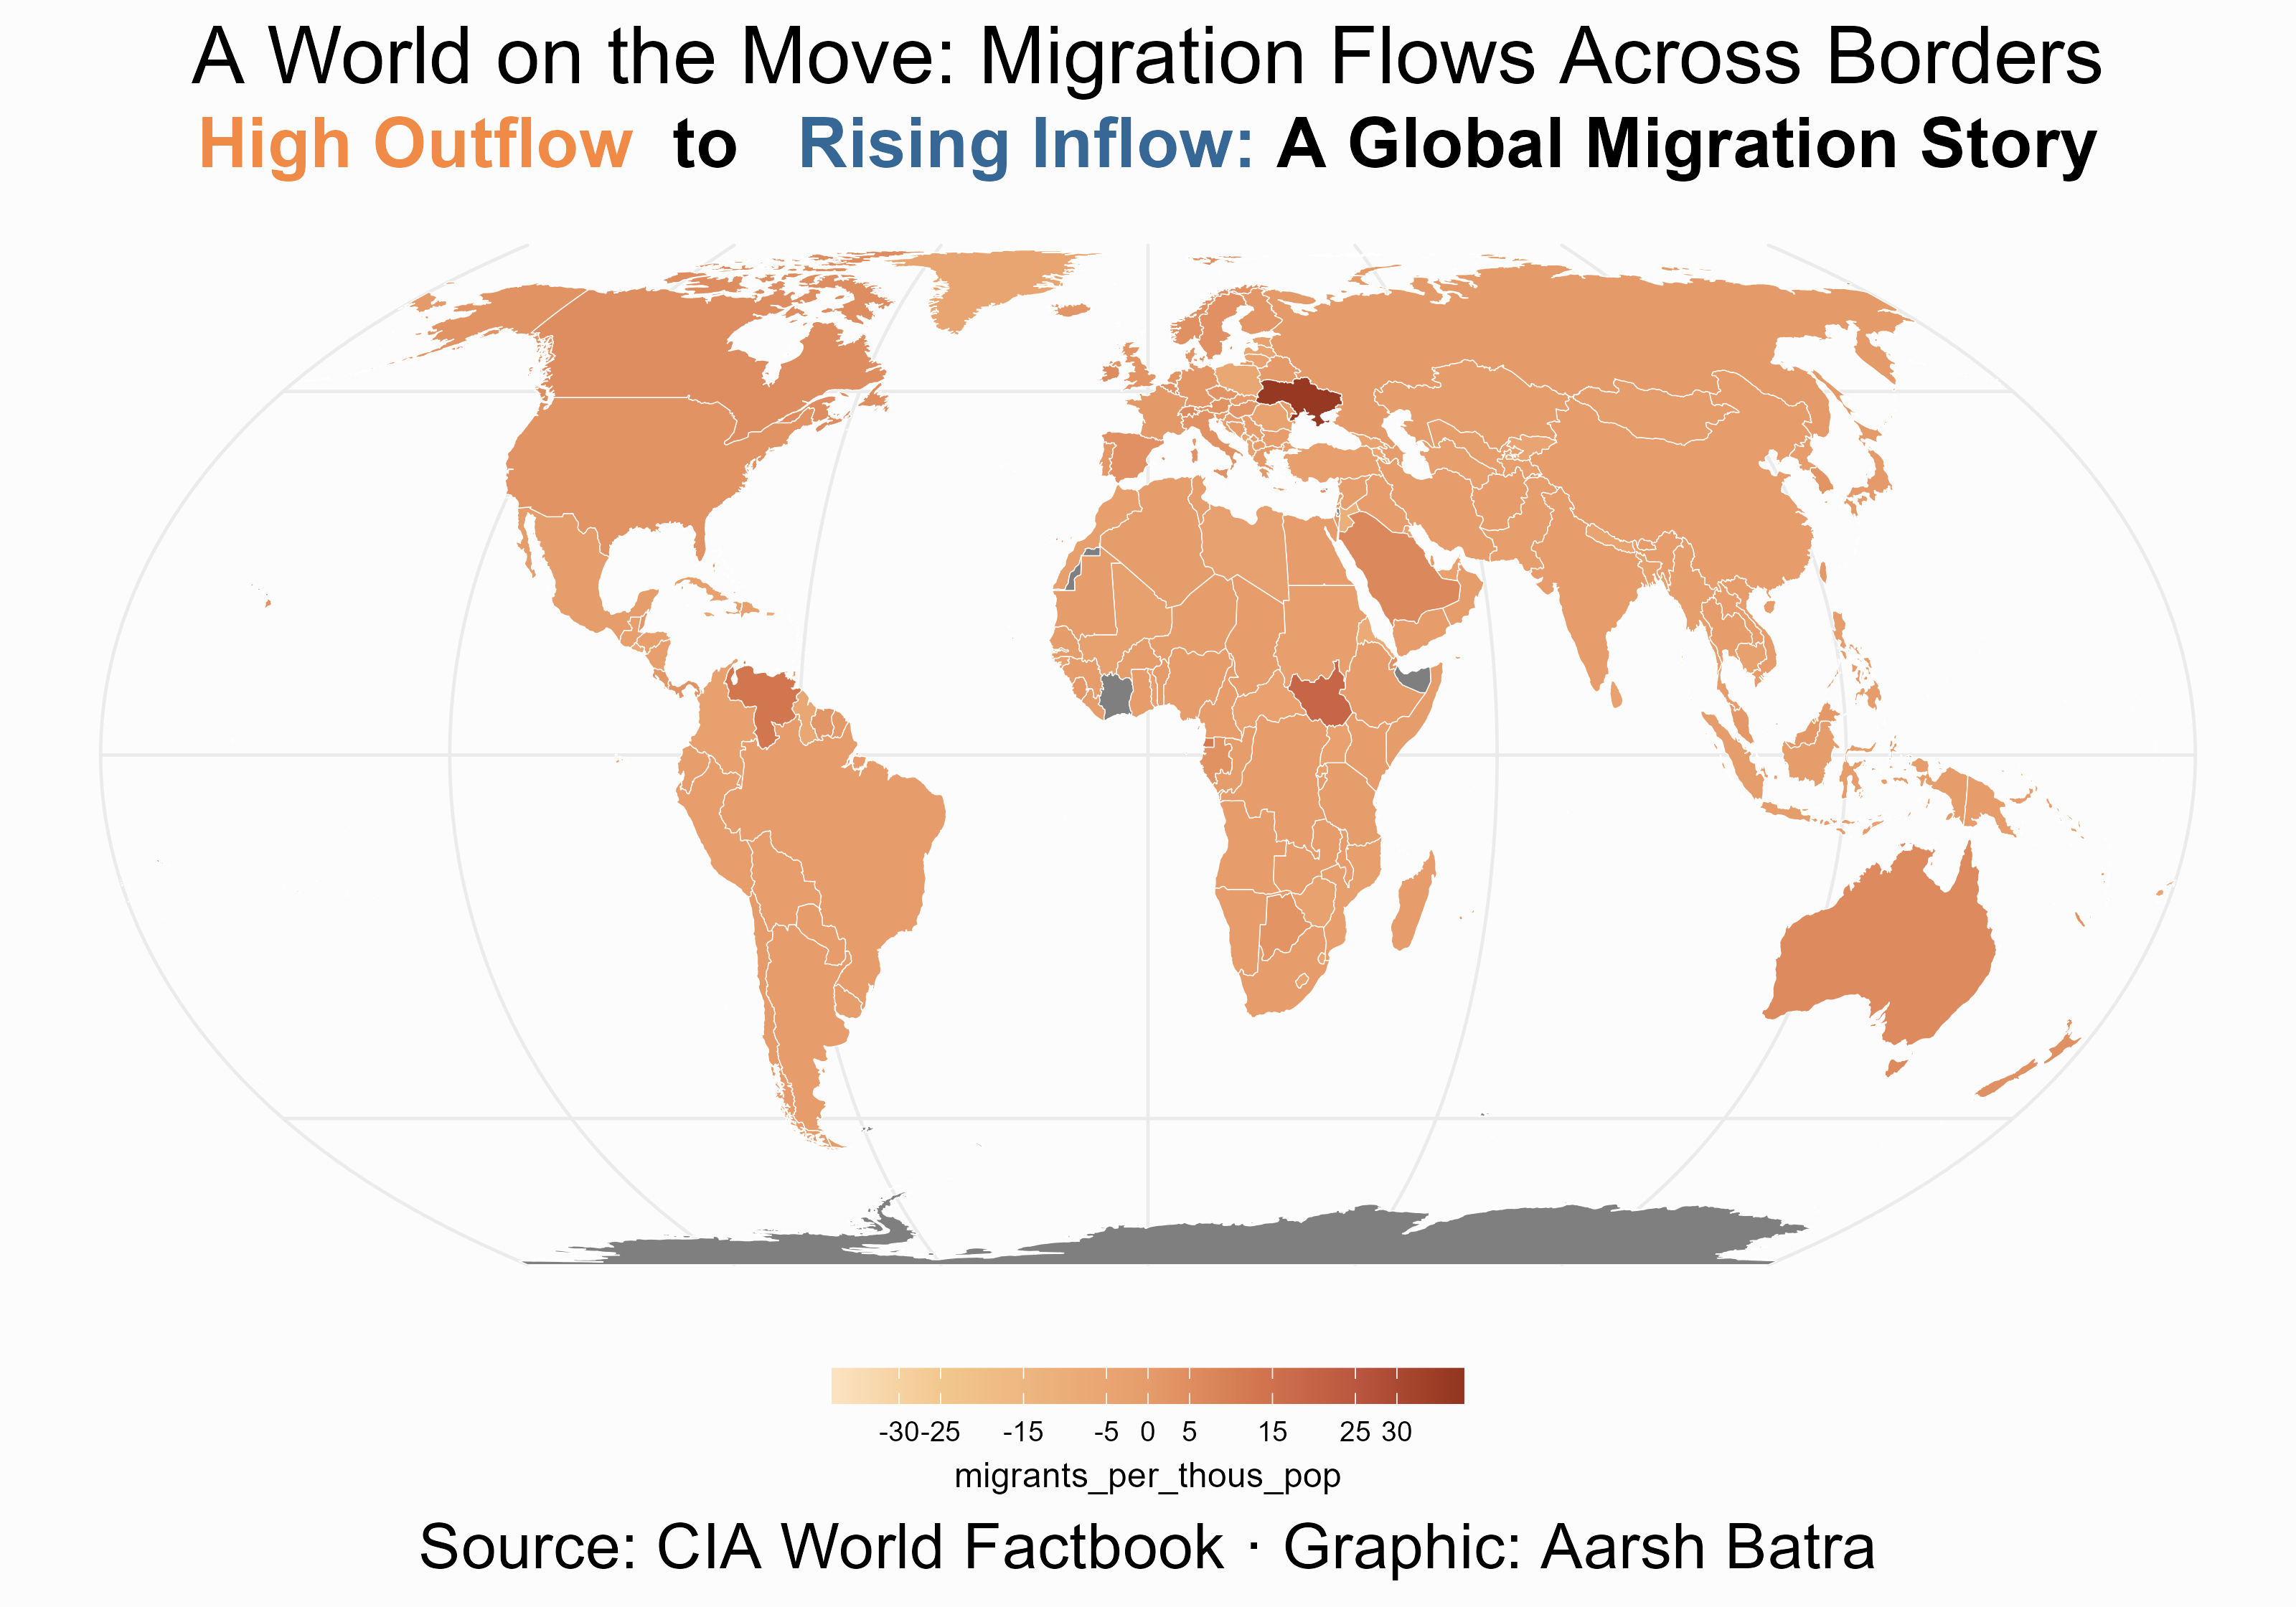 A World on the Move: Migration Flows Across Borders
High Outflow to Rising Inflow: A Global Migration Story
-30 -25 -15 -5 0 5 15 25 30
migrants_per_thous_pop
Source: CIA World Factbook · Graphic: Aarsh Batra